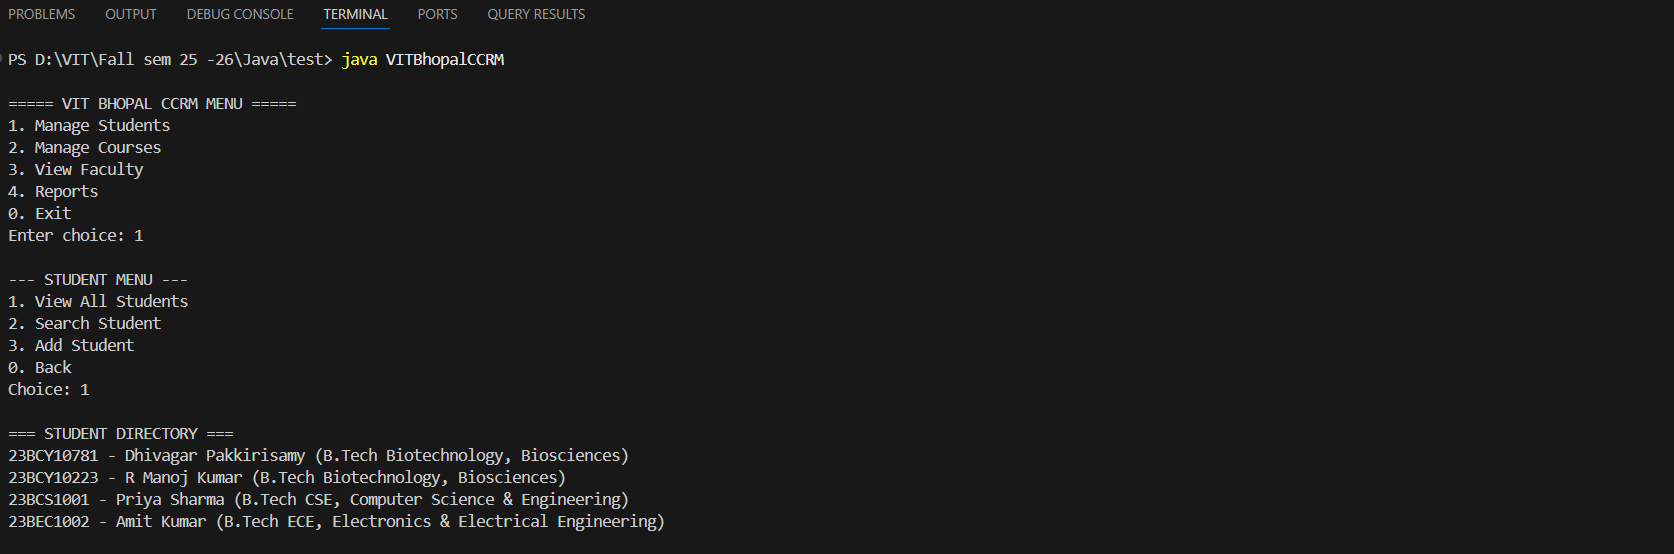 PROBLEMS OUTPUT DEBUG CONSOLE TERMINAL PORTS QUERY RESULTS
PS D:\VIT\Fall sem 25 -26\Java\test> java VITBhopalCCRM
===== VIT BHOPAL CCRM MENU =====
1. Manage Students
2. Manage Courses
3. View Faculty
4. Reports
0. Exit
Enter choice: 1
--- STUDENT MENU ---
1. View All Students
2. Search Student
3. Add Student
0. Back
Choice: 1
=== STUDENT DIRECTORY ===
23BCY10781 - Dhivagar Pakkirisamy (B.Tech Biotechnology, Biosciences)
23BCY10223 - R Manoj Kumar (B.Tech Biotechnology, Biosciences)
23BCS1001 - Priya Sharma (B.Tech CSE, Computer Science & Engineering)
23BEC1002 - Amit Kumar (B.Tech ECE, Electronics & Electrical Engineering)